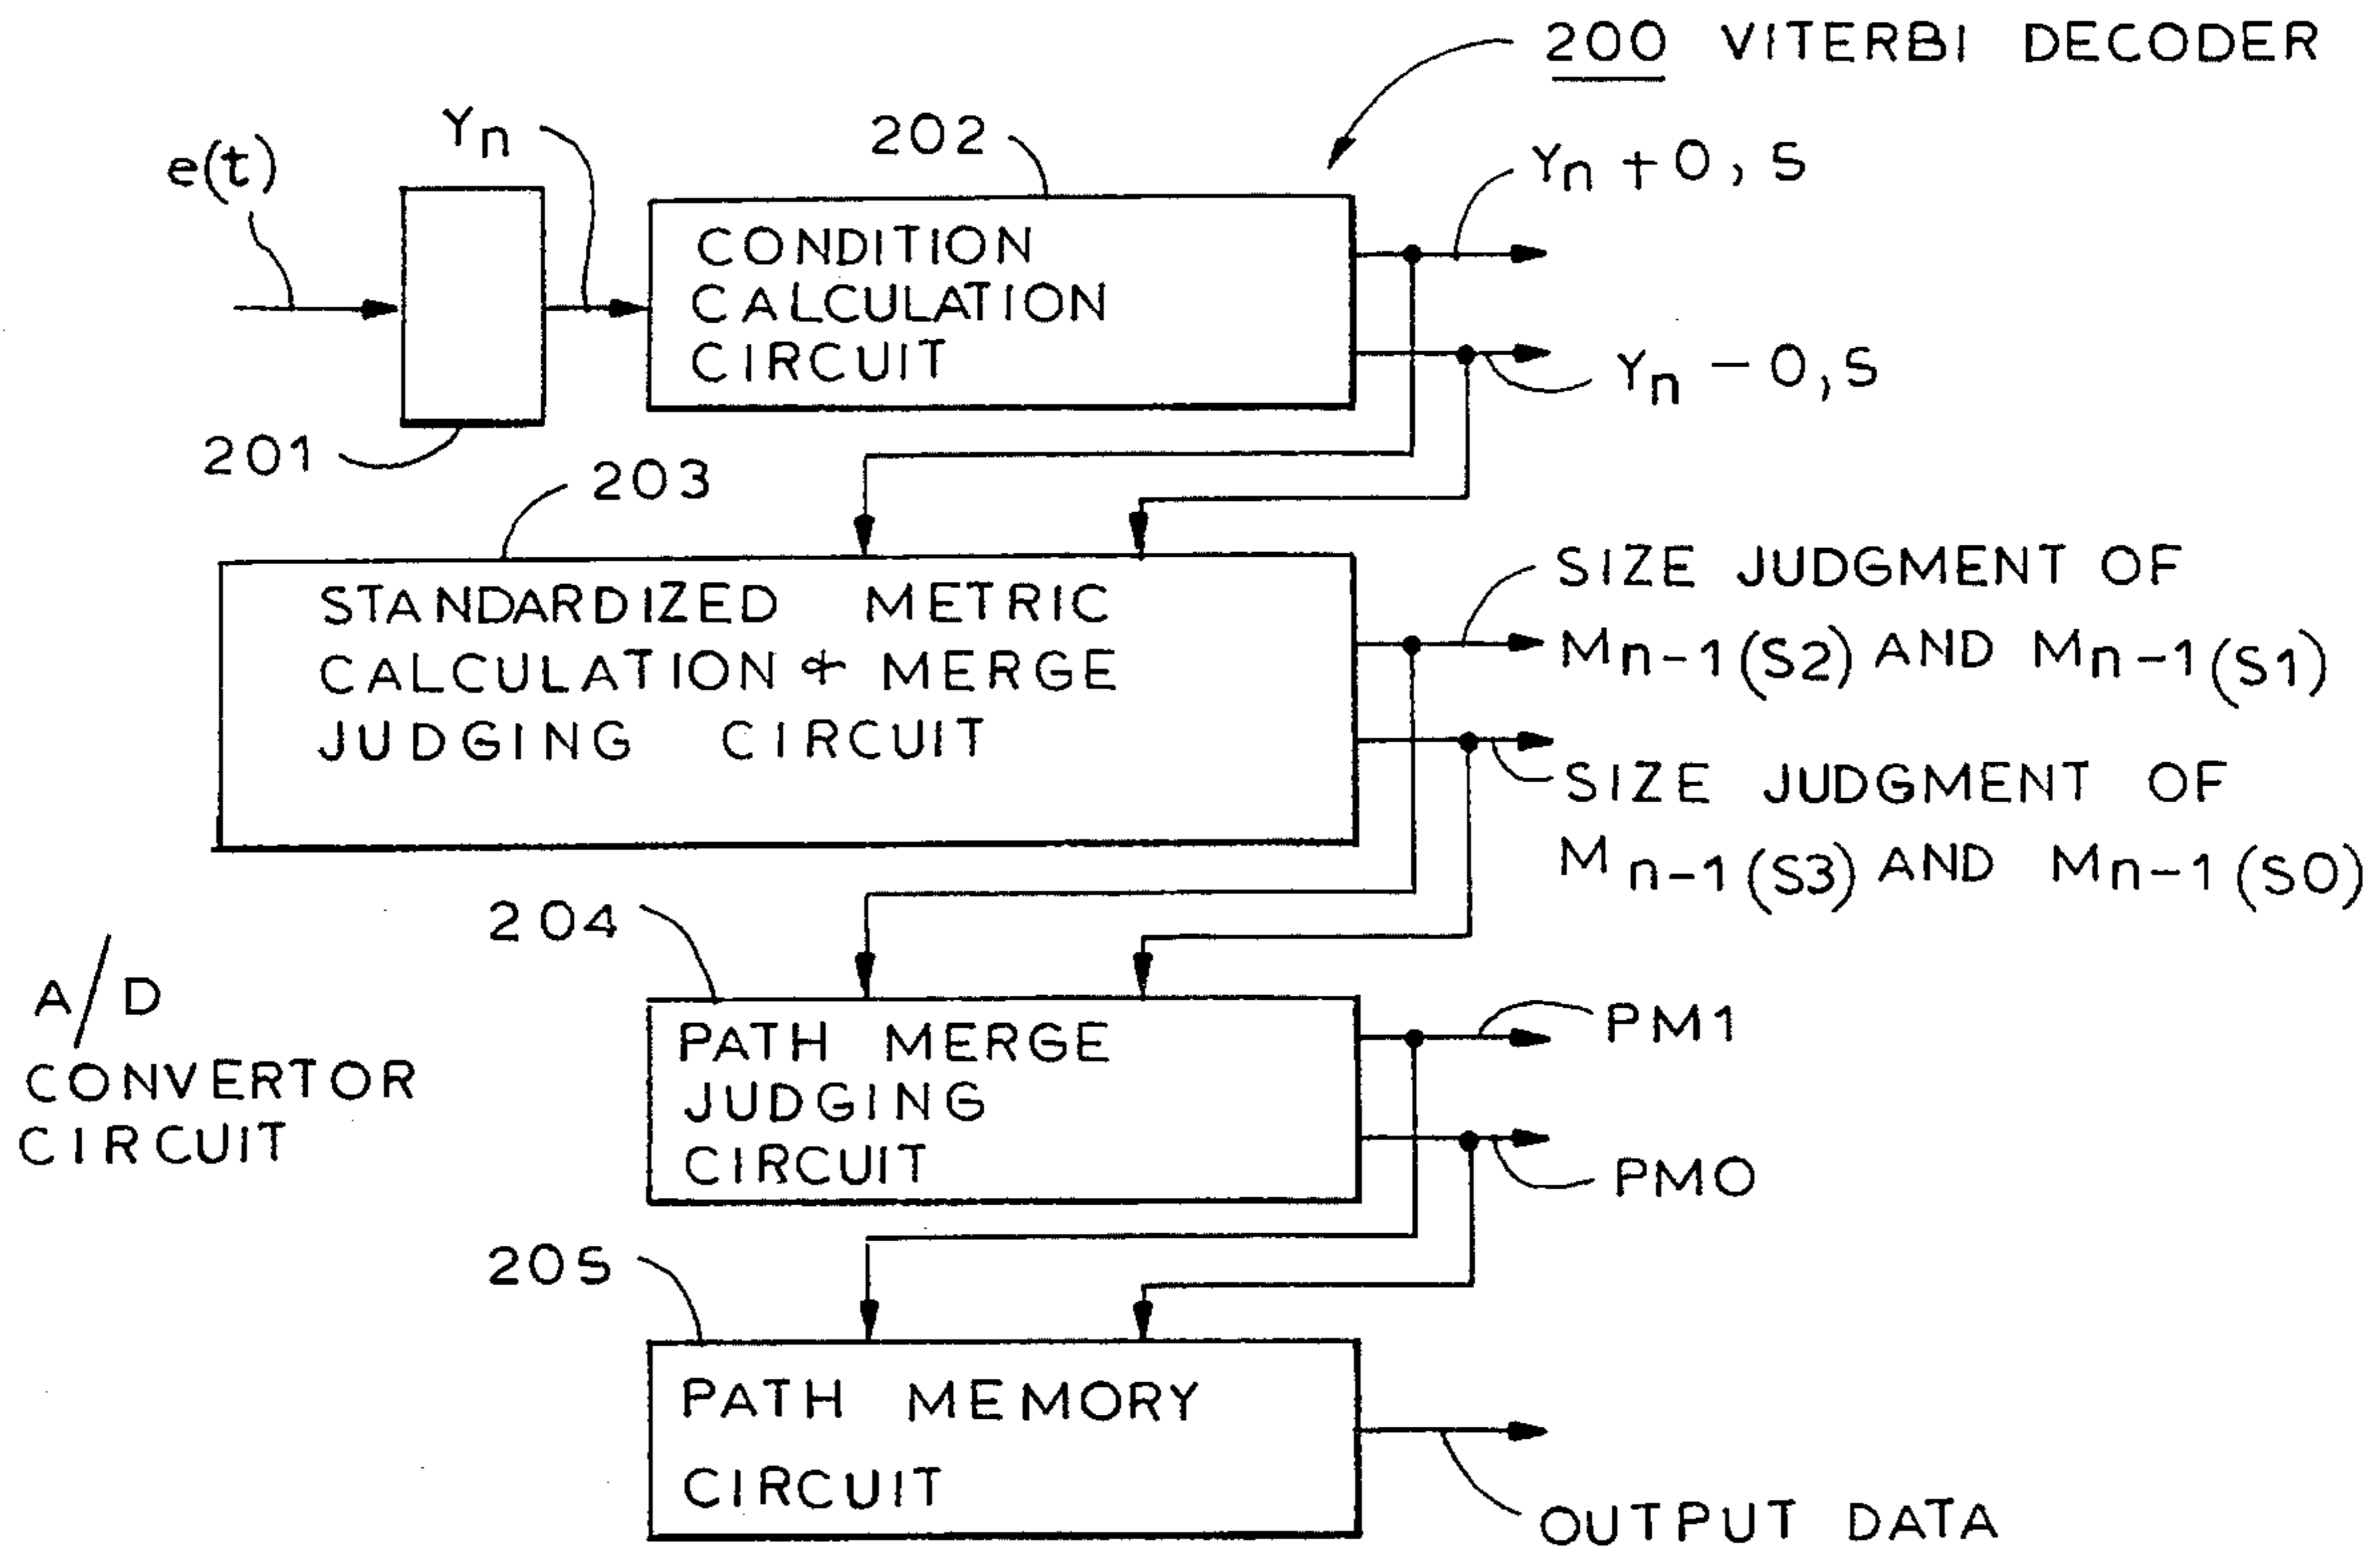 200 VITERBI DECODER
e(t)
Yn
202
Yn + 0, 5
CONDITION
CALCULATION
CIRCUIT
Yn - 0, 5
201
203
STANDARDIZED METRIC
CALCULATION & MERGE
JUDGING CIRCUIT
SIZE JUDGMENT OF
Mn-1(S2) AND Mn-1(S1)
SIZE JUDGMENT OF
Mn-1(S3) AND Mn-1(S0)
204
A/D
CONVERTOR
CIRCUIT
PATH MERGE
JUDGING
CIRCUIT
PM1
PM0
205
PATH MEMORY
CIRCUIT
OUTPUT DATA